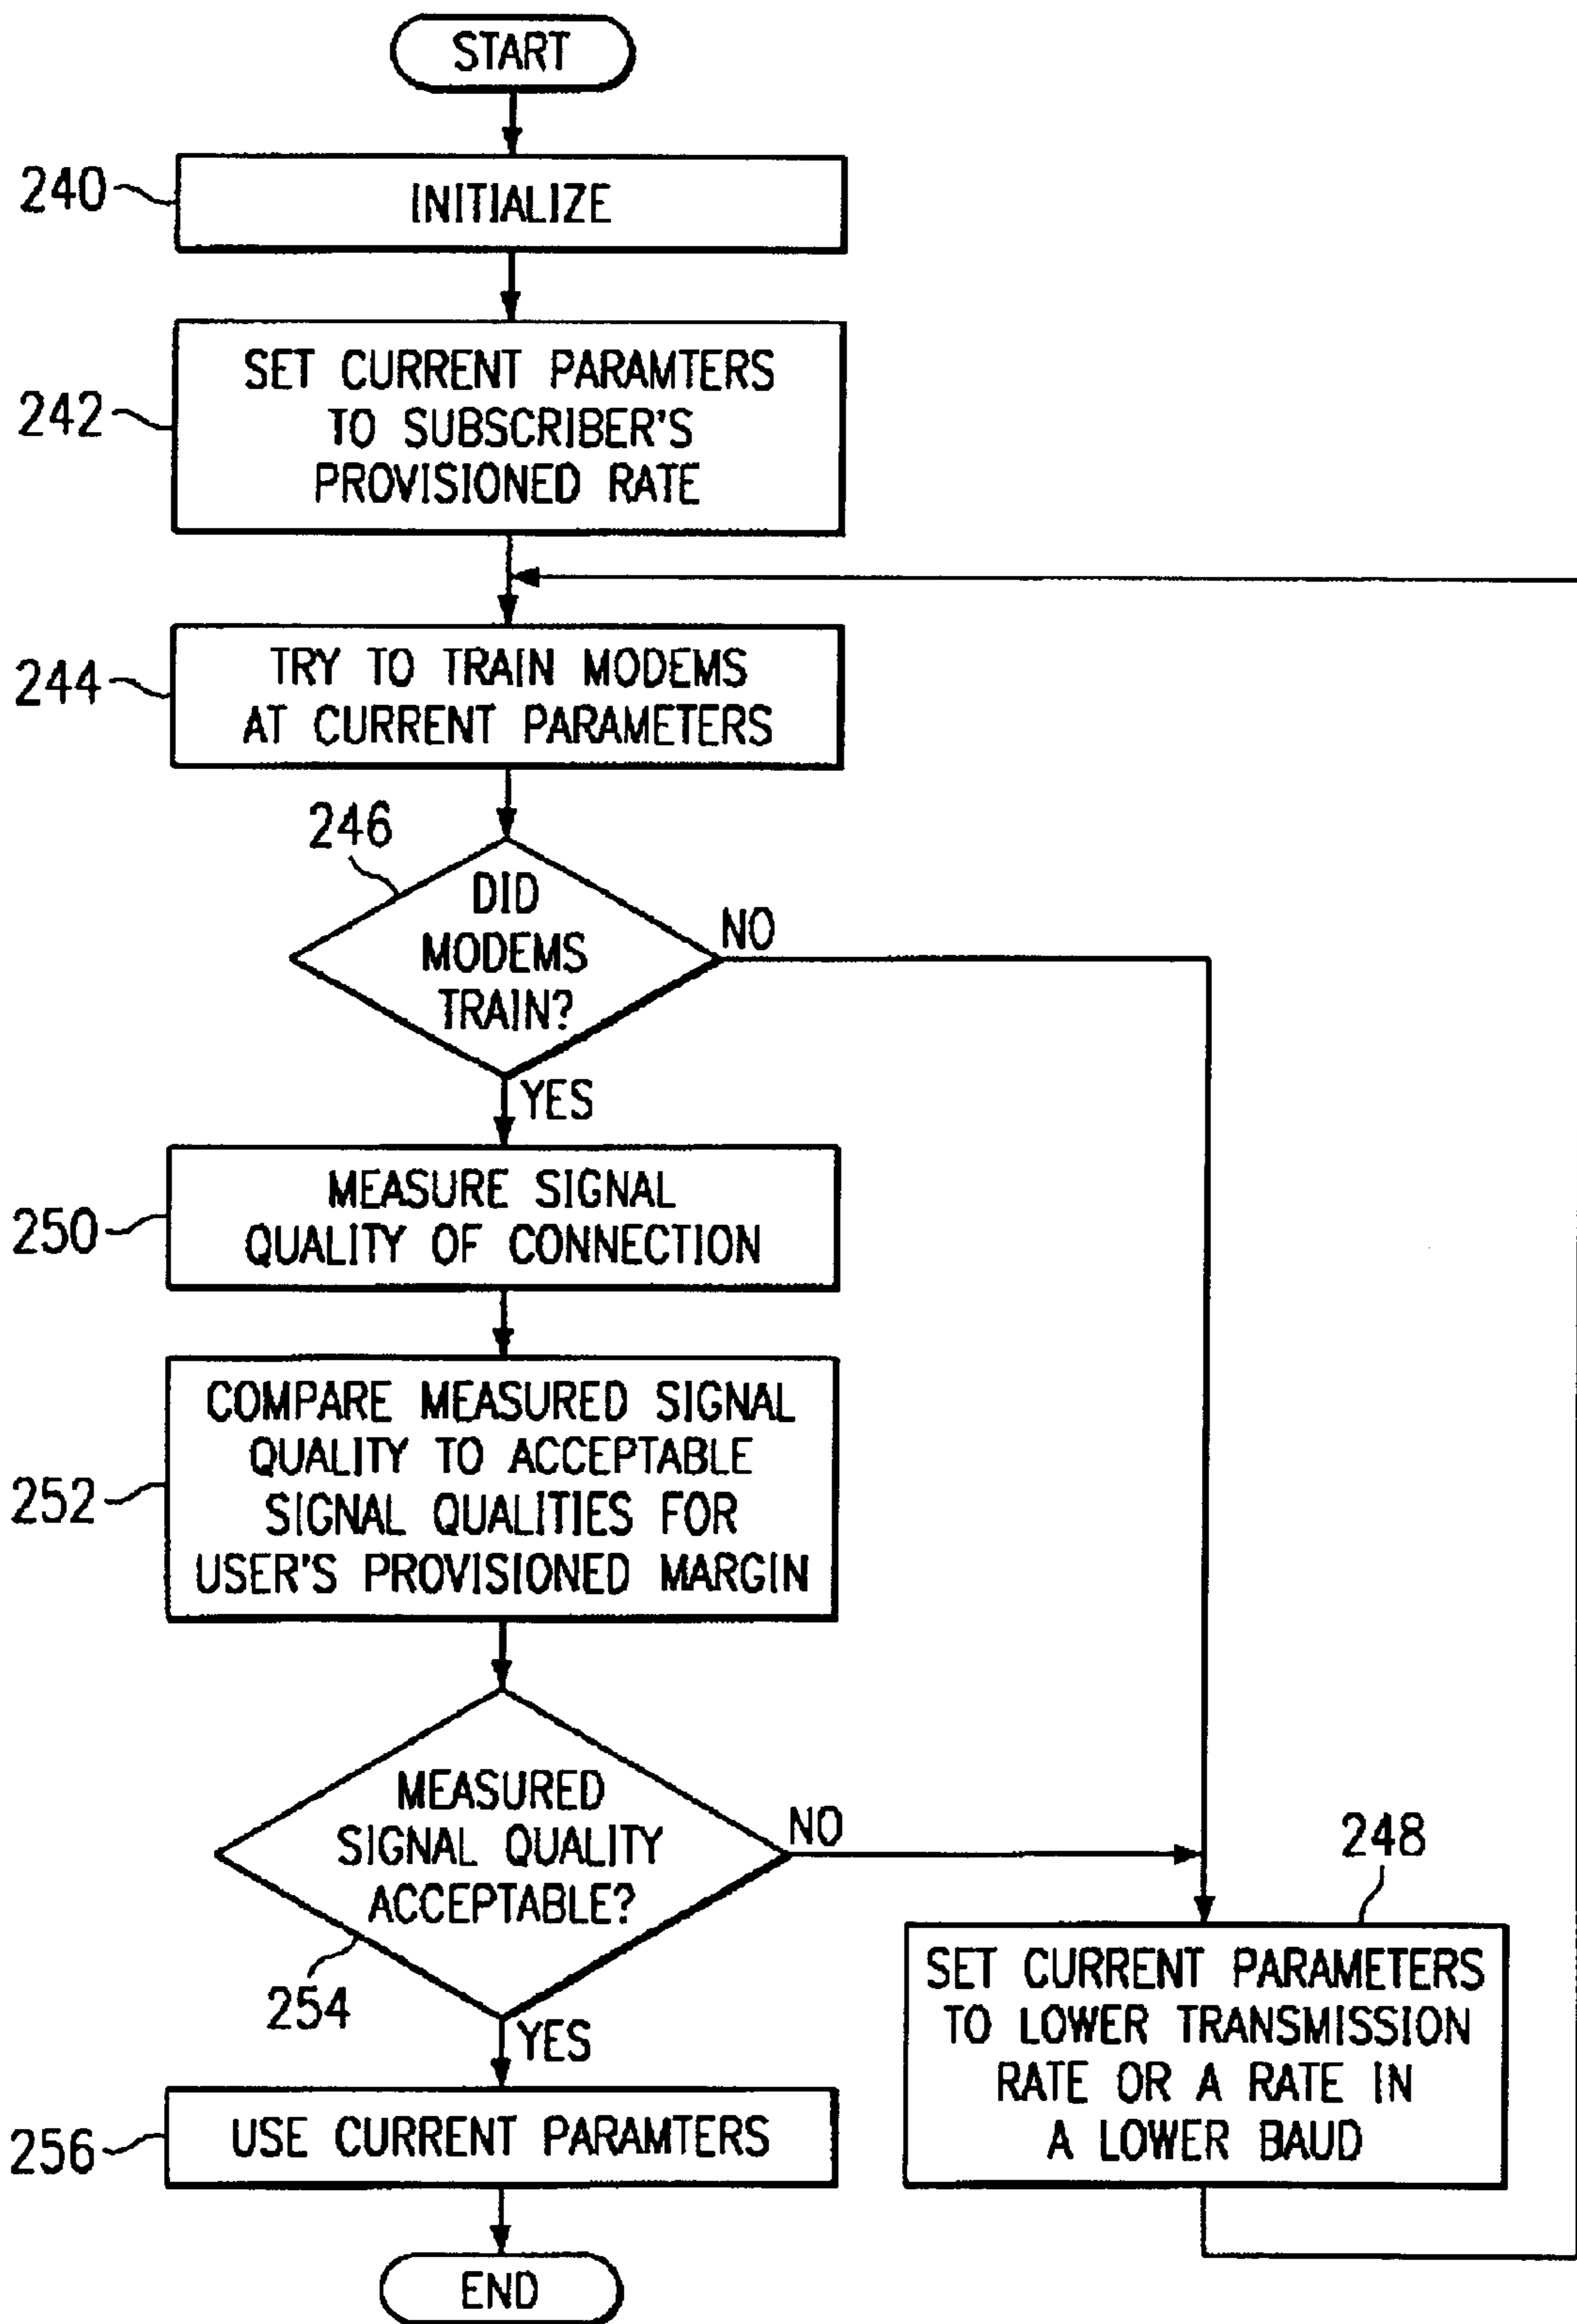 START
240
INITIALIZE
242
SET CURRENT PARAMTERS
TO SUBSCRIBER'S
PROVISIONED RATE
244
TRY TO TRAIN MODEMS
AT CURRENT PARAMETERS
246
DID
MODEMS
TRAIN?
NO
YES
250
MEASURE SIGNAL
QUALITY OF CONNECTION
252
COMPARE MEASURED SIGNAL
QUALITY TO ACCEPTABLE
SIGNAL QUALITIES FOR
USER'S PROVISIONED MARGIN
MEASURED
SIGNAL QUALITY
ACCEPTABLE?
NO
254
YES
248
SET CURRENT PARAMETERS
TO LOWER TRANSMISSION
RATE OR A RATE IN
A LOWER BAUD
256
USE CURRENT PARAMTERS
END